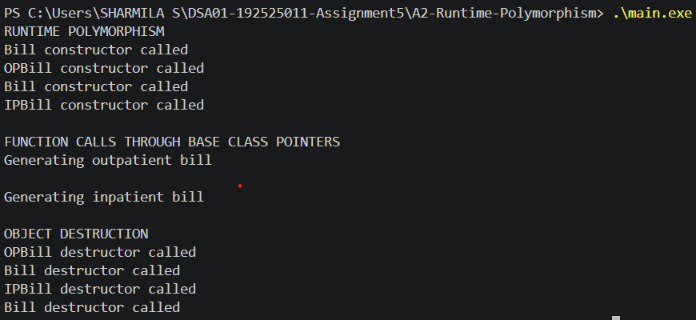 PS C:\Users\SHARMILA S\DSA01-192525011-Assignment5\A2-Runtime-Polymorphism> .\main.exe
RUNTIME POLYMORPHISM
Bill constructor called
OPBill constructor called
Bill constructor called
IPBill constructor called
FUNCTION CALLS THROUGH BASE CLASS POINTERS
Generating outpatient bill
Generating inpatient bill
OBJECT DESTRUCTION
OPBill destructor called
Bill destructor called
IPBill destructor called
Bill destructor called